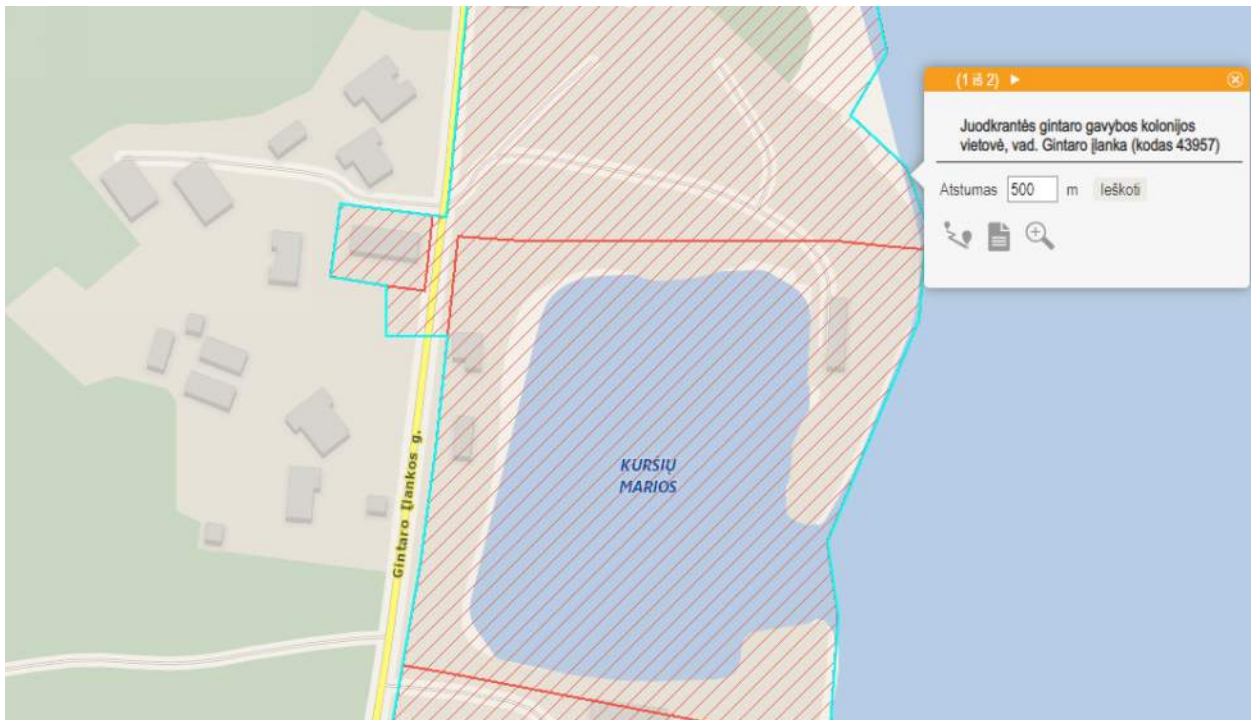 (1 iš 2)
Juodkrantės gintaro gavybos kolonijos
vietovė, vad. Gintaro įlanka (kodas 43957)
Atstumas 500 m Ieškoti
KURŠIŲ
MARIOS
Gintaro Įlankos g.